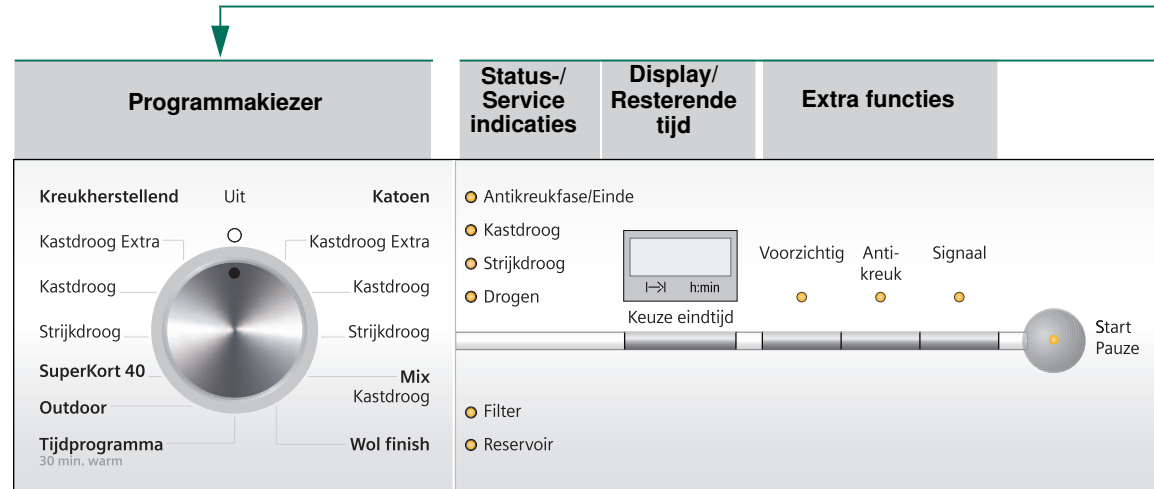 Programmakiezer
Status-/
Service
indicaties
Display/
Resterende
tijd
Extra functies
Kreukherstellend
Uit
Katoen
Kastdroog Extra
Kastdroog Extra
Kastdroog
Kastdroog
Strijkdroog
Strijkdroog
SuperKort 40
Mix
Kastdroog
Outdoor
Tijdprogramma
30 min. warm
Wol finish
Antikreukfase/Einde
Kastdroog
Strijkdroog
Drogen
h:min
Keuze eindtijd
Voorzichtig
Anti-
kreuk
Signaal
Start
Pauze
Filter
Reservoir